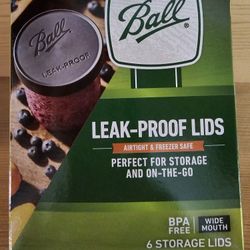 Ball
Ball
LEAK-PROOF
LEAK-PROOF LIDS
AIRTIGHT & FREEZER SAFE
PERFECT FOR STORAGE
AND ON-THE-GO
BPA
FREE
WIDE
MOUTH
6 STORAGE LIDS